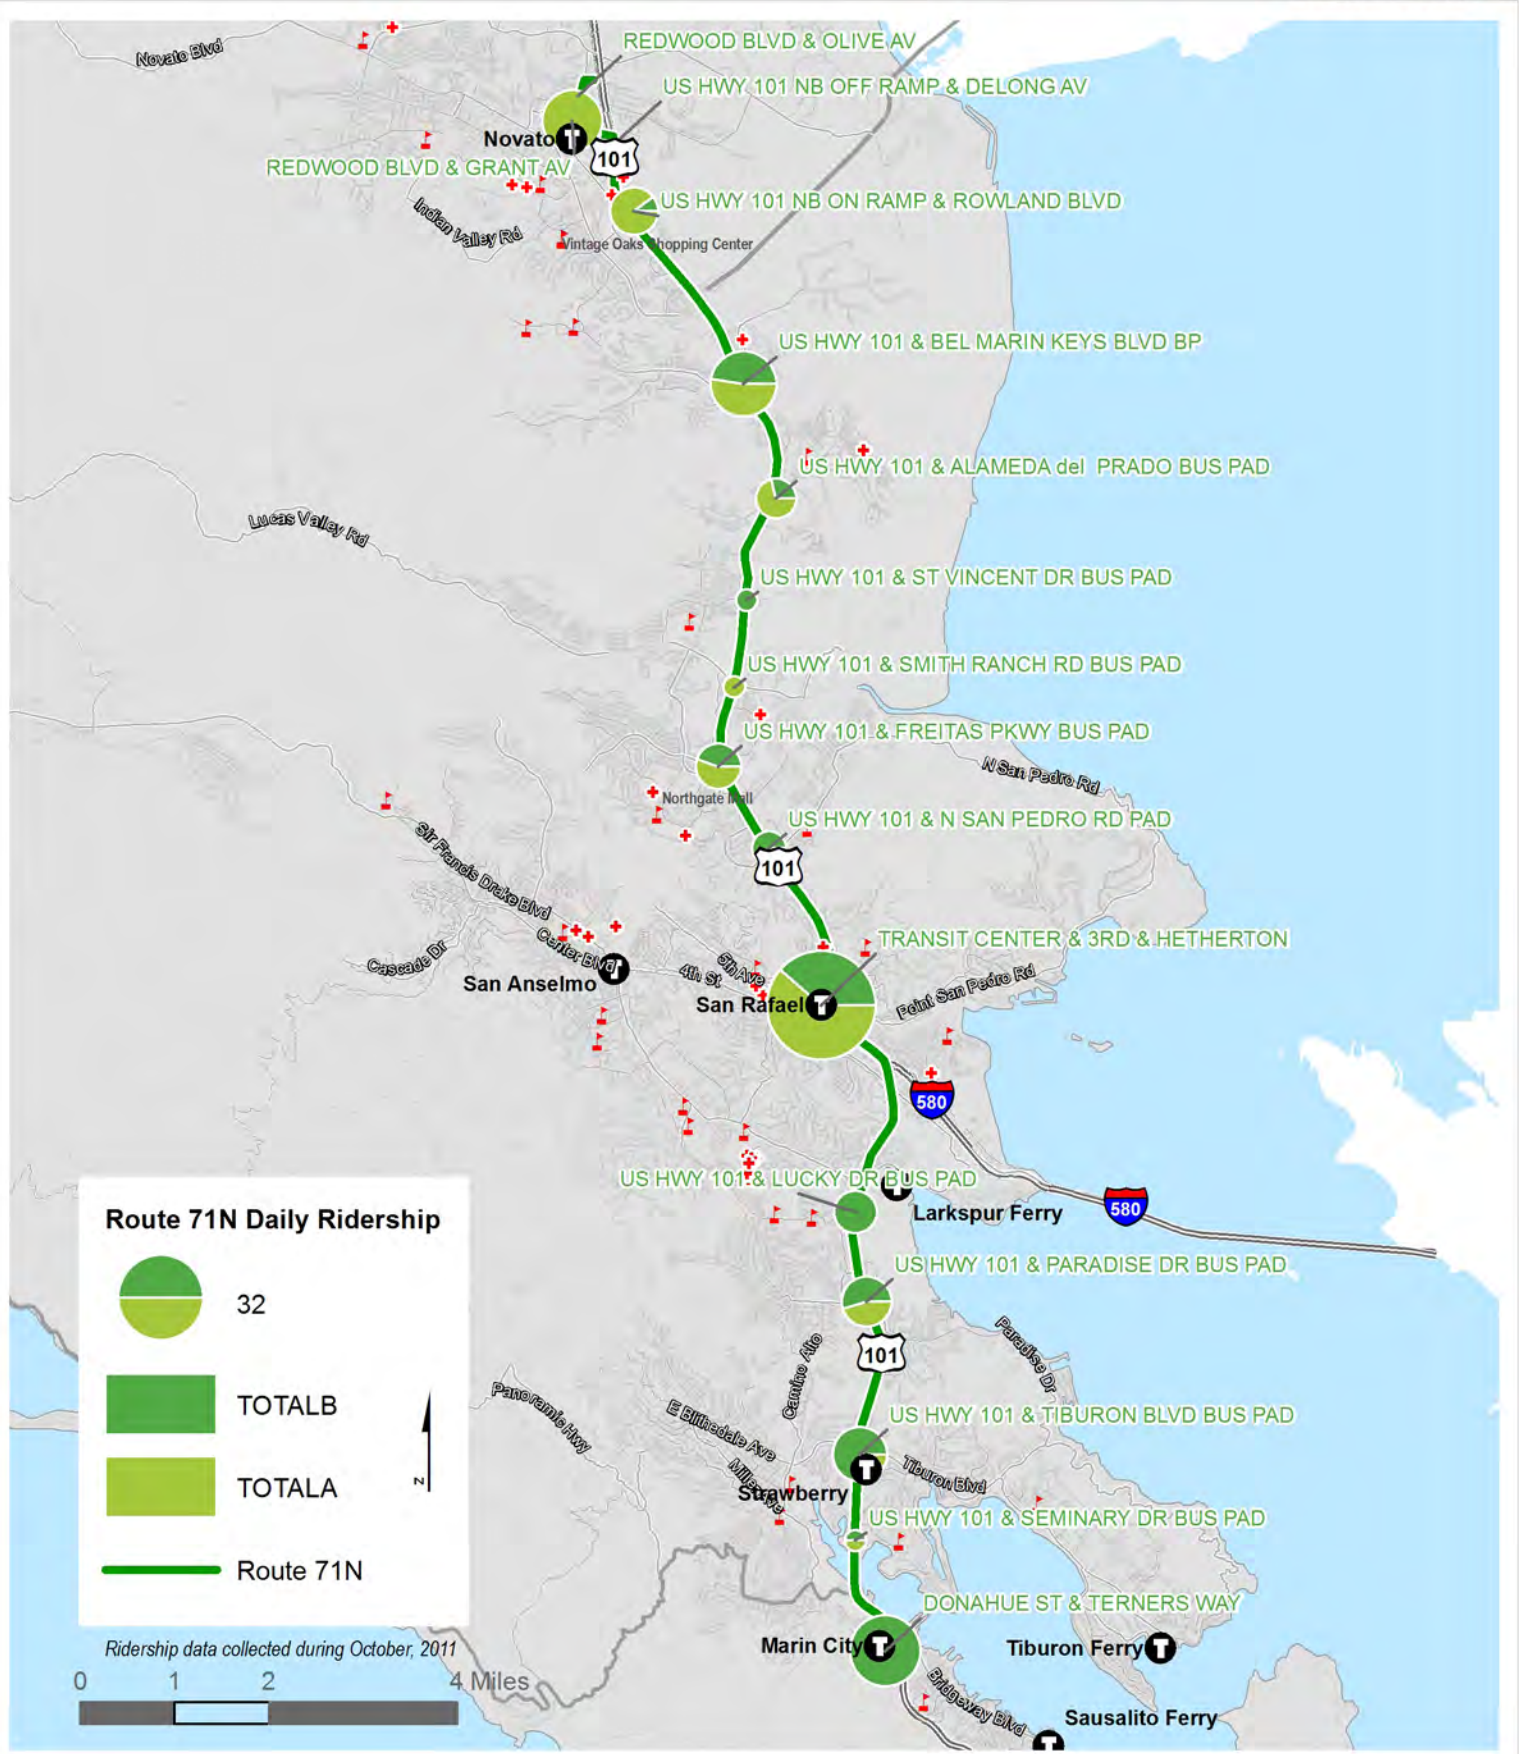 Novato Blvd
REDWOOD BLVD & OLIVE AV
US HWY 101 NB OFF RAMP & DELONG AV
Novato
T
101
REDWOOD BLVD & GRANT AV
US HWY 101 NB ON RAMP & ROWLAND BLVD
Indian Valley Rd
Vintage Oaks Shopping Center
US HWY 101 & BEL MARIN KEYS BLVD BP
US HWY 101 & ALAMEDA del PRADO BUS PAD
Lucas Valley Rd
US HWY 101 & ST VINCENT DR BUS PAD
US HWY 101 & SMITH RANCH RD BUS PAD
US HWY 101 & FREITAS PKWY BUS PAD
N San Pedro Rd
Northgate Mall
US HWY 101 & N SAN PEDRO RD PAD
101
Sir Francis Drake Blvd
TRANSIT CENTER & 3RD & HETHERTON
Center Blvd
Cascade Dr
5th Ave
4th St
San Anselmo
T
San Rafael
T
Point San Pedro Rd
580
US HWY 101 & LUCKY DR BUS PAD
T
Larkspur Ferry
580
US HWY 101 & PARADISE DR BUS PAD
101
Paradise Dr
Camino Alto
Panoramic Hwy
E Blithedale Ave
US HWY 101 & TIBURON BLVD BUS PAD
T
Tiburon Blvd
Miller Ave
Strawberry
US HWY 101 & SEMINARY DR BUS PAD
DONAHUE ST & TERNERS WAY
Marin City
T
Tiburon Ferry
T
Bridgeway Blvd
Sausalito Ferry
T
Route 71N Daily Ridership
32
TOTALB
TOTALA
N
Route 71N
Ridership data collected during October, 2011
0 1 2 4 Miles